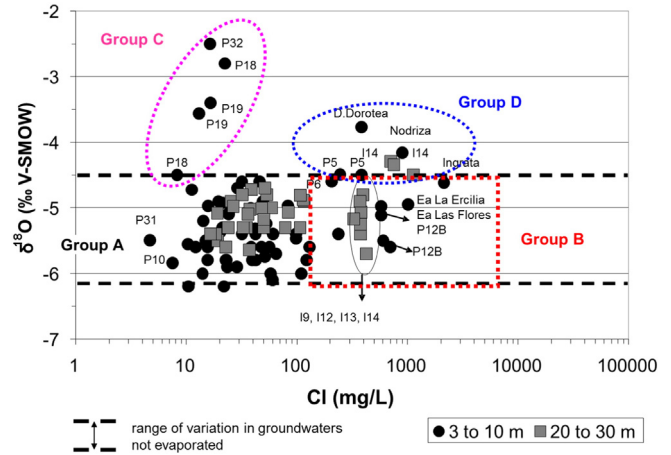 -2
Group C
P32
P18
-3
P19
P19
D.Dorotea
Group D
Nodriza
-4
I14
I14
P18
P5
P5
Ingrata
P6
-5
Ea La Ercilia
Ea Las Flores
P31
P12B
Group A
Group B
P12B
P10
-6
I9, I12, I13, I14
-7
δ18O (‰ V-SMOW)
1
10
100
1000
10000
100000
Cl (mg/L)
range of variation in groundwaters
not evaporated
3 to 10 m
20 to 30 m